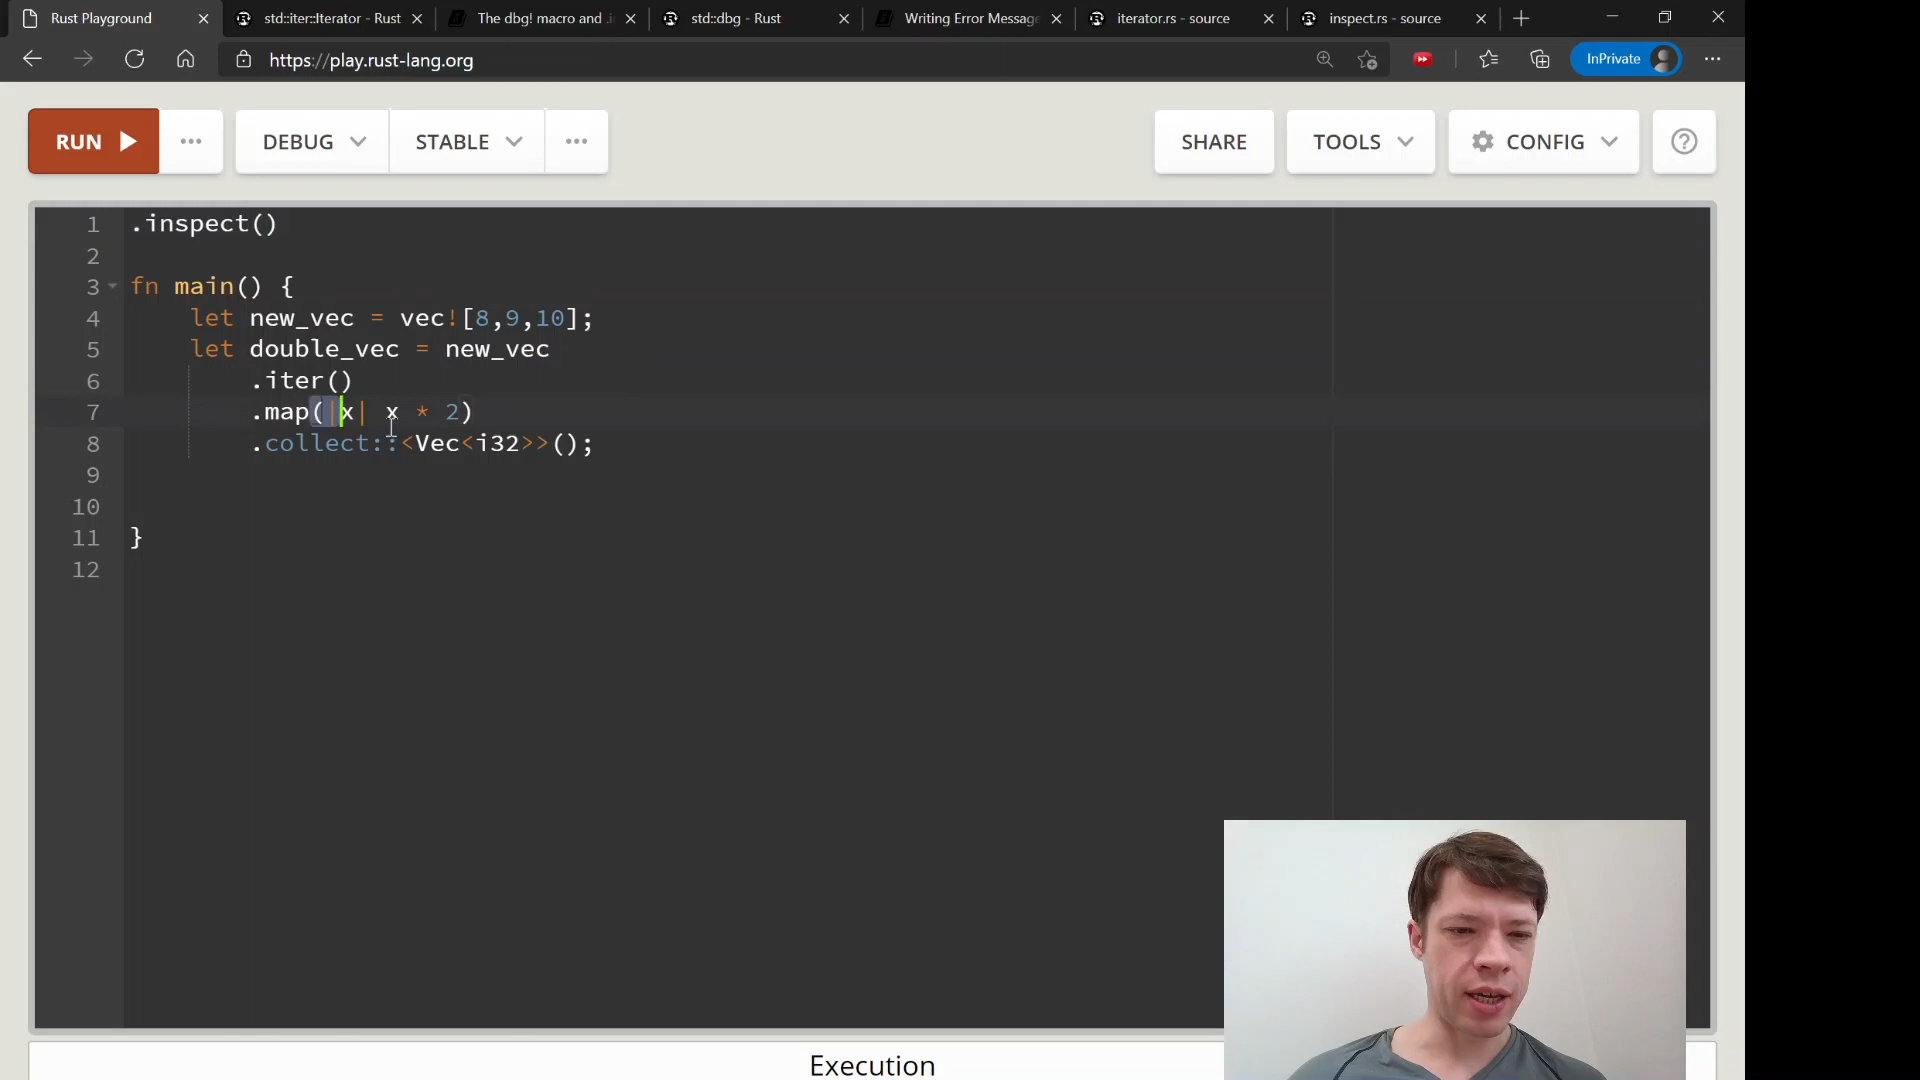 Rust Playground
std::iter::Iterator - Rust
The dbg! macro and .i
std::dbg - Rust
Writing Error Message
iterator.rs - source
inspect.rs - source
https://play.rust-lang.org
InPrivate
RUN
DEBUG
STABLE
SHARE
TOOLS
CONFIG
1 .inspect()
2
3 fn main() {
4 let new_vec = vec![8,9,10];
5 let double_vec = new_vec
6 .iter()
7 .map(|x| x * 2)
8 .collect::<Vec<i32>>();
9
10
11 }
12
Execution